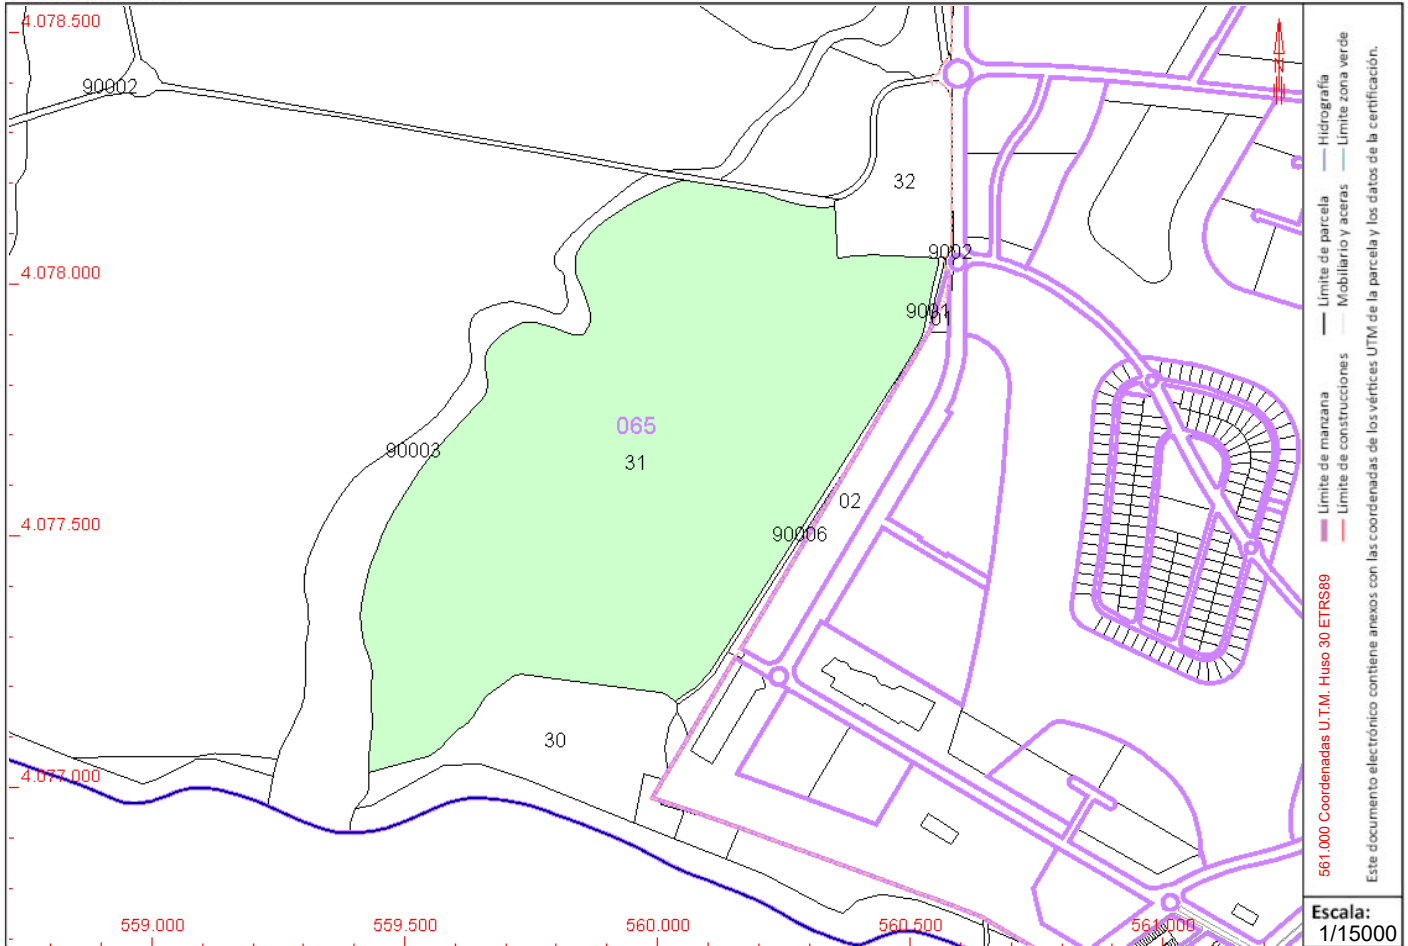 4.078.500
90002
32
4.078.000
9002
9001
01
065
31
90003
02
4.077.500
90006
30
4.077.000
559.000
559.500
560.000
560.500
561.000
N
561.000 Coordenadas U.T.M. Huso 30 ETRS89
Límite de manzana
Límite de parcela
Hidrografía
Límite de construcciones
Mobiliario y aceras
Límite zona verde
Este documento electrónico contiene anexos con las coordenadas de los vértices UTM de la parcela y los datos de la certificación.
Escala:
1/15000